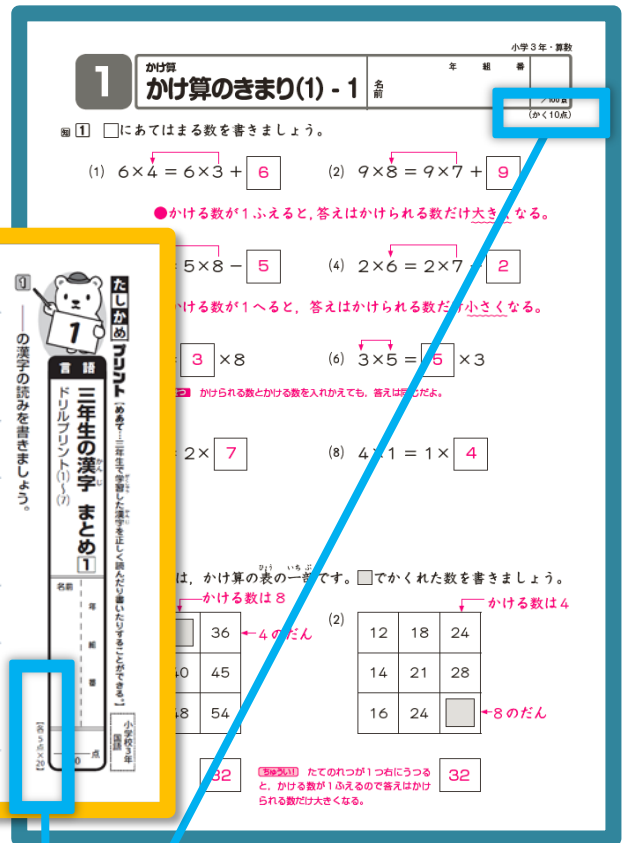 小学3年・算数
1
かけ算
かけ算のきまり(1) - 1
名前
年 組 番
/100点
(かく10点)
1 □にあてはまる数を書きましょう。
(1) 6×4=6×3+ 6
(2) 9×8=9×7+ 9
●かける数が1ふえると,答えはかけられる数だけ大きくなる。
=5×8− 5
(4) 2×6=2×7 2
ける数が1へると,答えはかけられる数だけ小さくなる。
3 ×8
(6) 3×5= 5 ×3
かけられる数とかける数を入れかえても,答えは同じだよ。
=2× 7
(8) 4×1=1× 4
は,かけ算の表の一部です。□でかくれた数を書きましょう。
ひょう いちぶ
かける数は8
36
←4のだん
40 45
48 54
32
(2)
かける数は4
12 18 24
14 21 28
16 24
←8のだん
32
ちゅうい! たてのれつが1つ右にうつると,かける数が1ふえるので答えはかけられる数だけ大きくなる。
たしかめプリント
【めあて…三年生で学習した漢字を正しく読んだり書いたりすることができる。】
小学校3年 国語
1
言語
三年生の漢字 まとめ1
かんじ
ドリルプリント(1)〜(7)
名前
年 組 番
点
【各5点×20】
1 ――の漢字の読みを書きましょう。